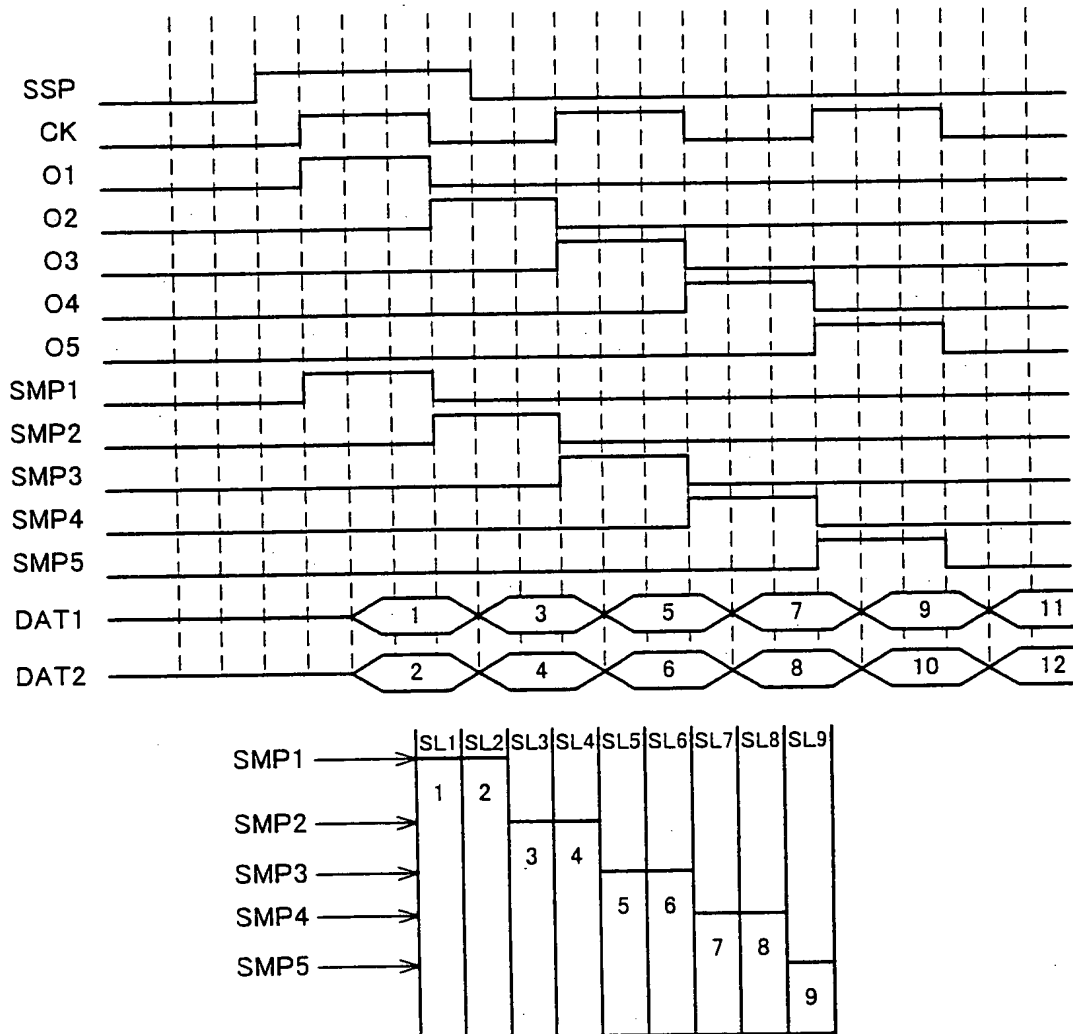 SSP
CK
O1
O2
O3
O4
O5
SMP1
SMP2
SMP3
SMP4
SMP5
DAT1 1 3 5 7 9 11
DAT2 2 4 6 8 10 12
SL1 SL2 SL3 SL4 SL5 SL6 SL7 SL8 SL9
SMP1
1 2
SMP2
3 4
SMP3
5 6
SMP4
7 8
SMP5
9